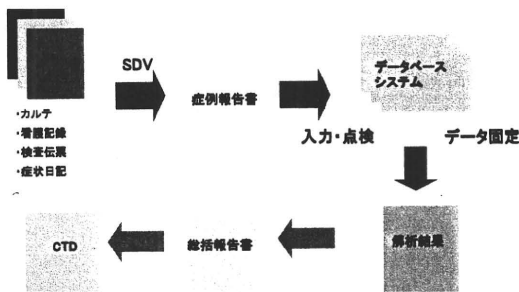 SDV
症例報告書
データベース
システム
・カルテ
・看護記録
・検査伝票
・症状日記
入力・点検
データ固定
CTD
総括報告書
解析結果